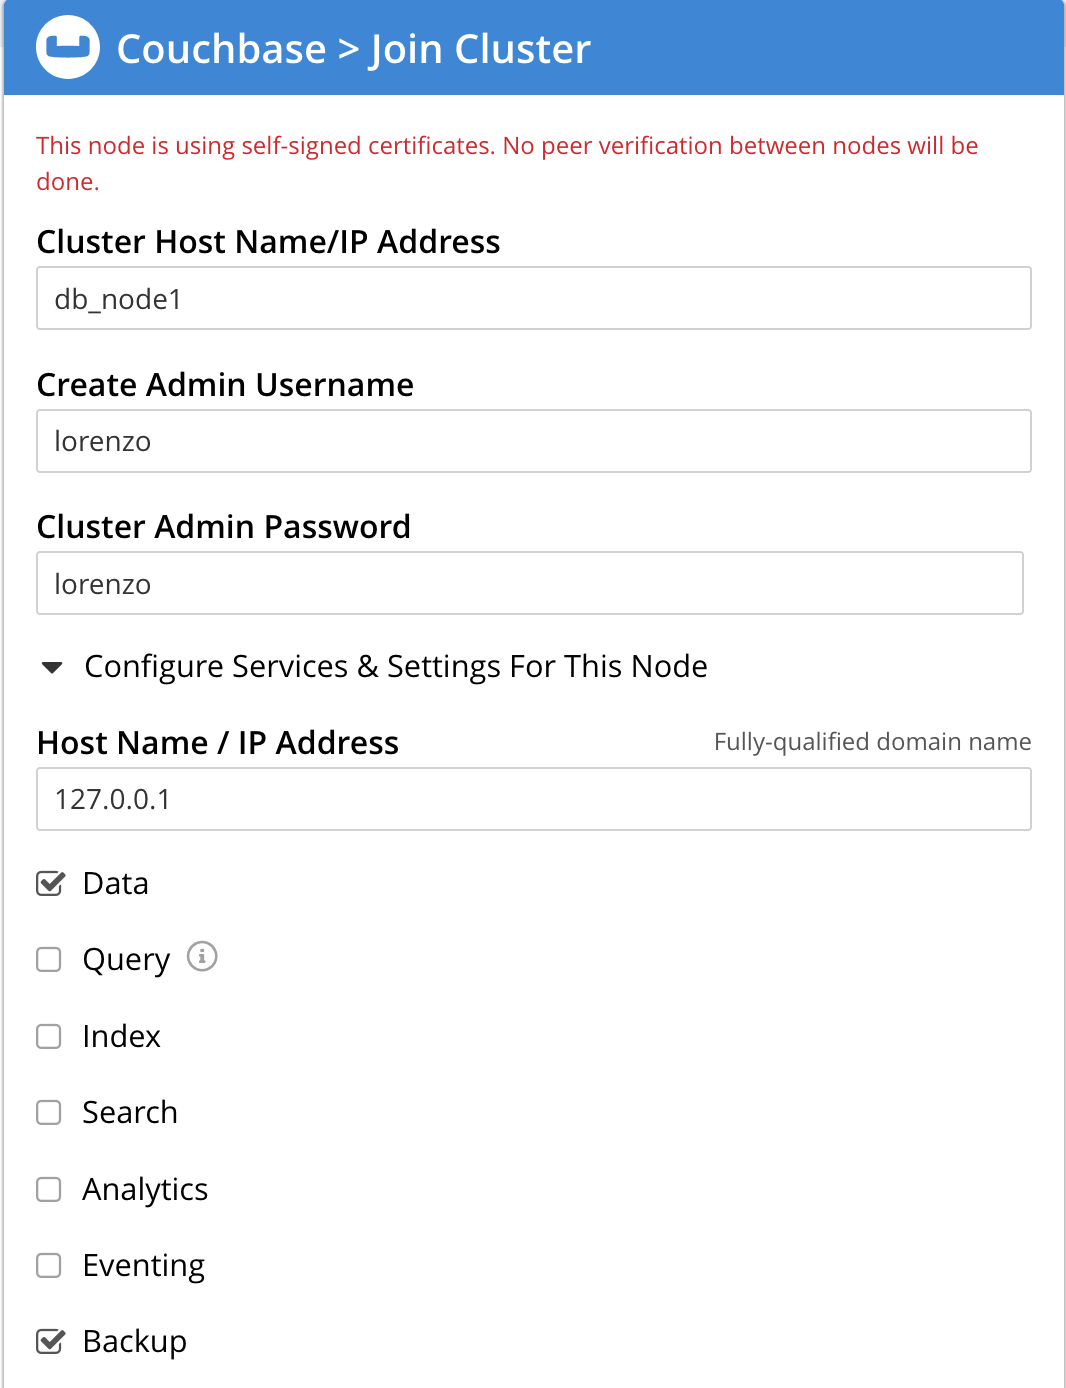 Couchbase > Join Cluster
This node is using self-signed certificates. No peer verification between nodes will be
done.
Cluster Host Name/IP Address
db_node1
Create Admin Username
lorenzo
Cluster Admin Password
lorenzo
Configure Services & Settings For This Node
Host Name / IP Address Fully-qualified domain name
127.0.0.1
Data
Query
Index
Search
Analytics
Eventing
Backup